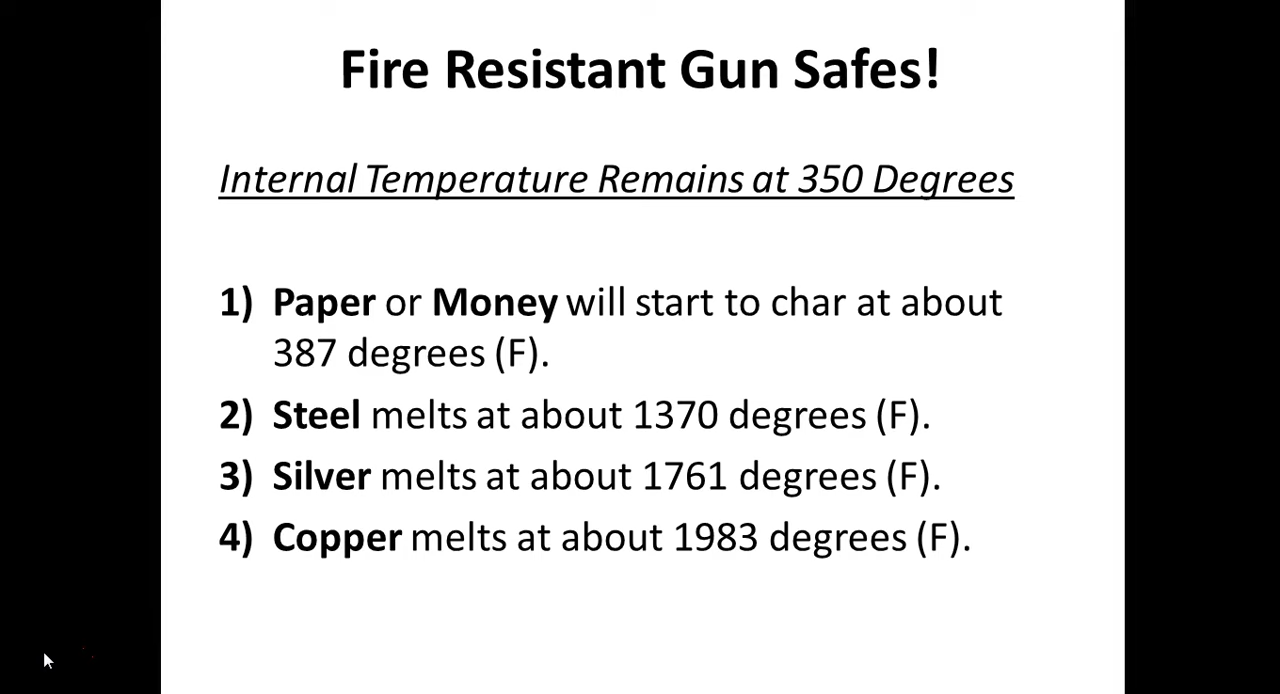 Fire Resistant Gun Safes!
Internal Temperature Remains at 350 Degrees
1) Paper or Money will start to char at about
387 degrees (F).
2) Steel melts at about 1370 degrees (F).
3) Silver melts at about 1761 degrees (F).
4) Copper melts at about 1983 degrees (F).